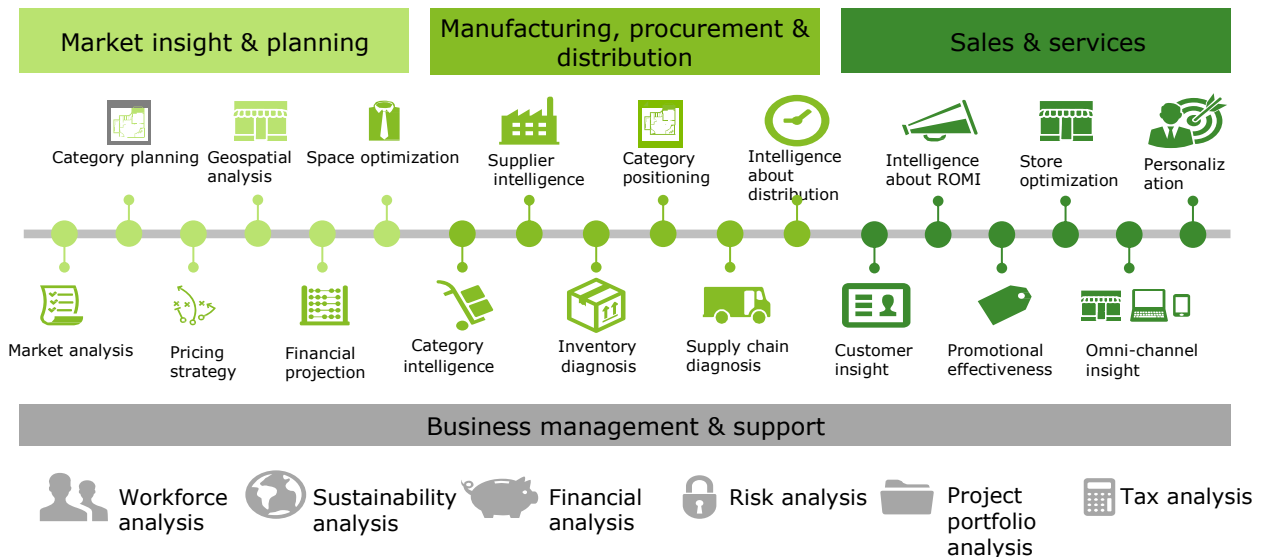 Market insight & planning
Manufacturing, procurement &
distribution
Sales & services
Category planning
Geospatial
analysis
Space optimization
Supplier
intelligence
Category
positioning
Intelligence
about
distribution
Intelligence
about ROMI
Store
optimization
Personaliz
ation
Market analysis
Pricing
strategy
Financial
projection
Category
intelligence
Inventory
diagnosis
Supply chain
diagnosis
Customer
insight
Promotional
effectiveness
Omni-channel
insight
Business management & support
Workforce
analysis
Sustainability
analysis
Financial
analysis
Risk analysis
Project
portfolio
analysis
Tax analysis